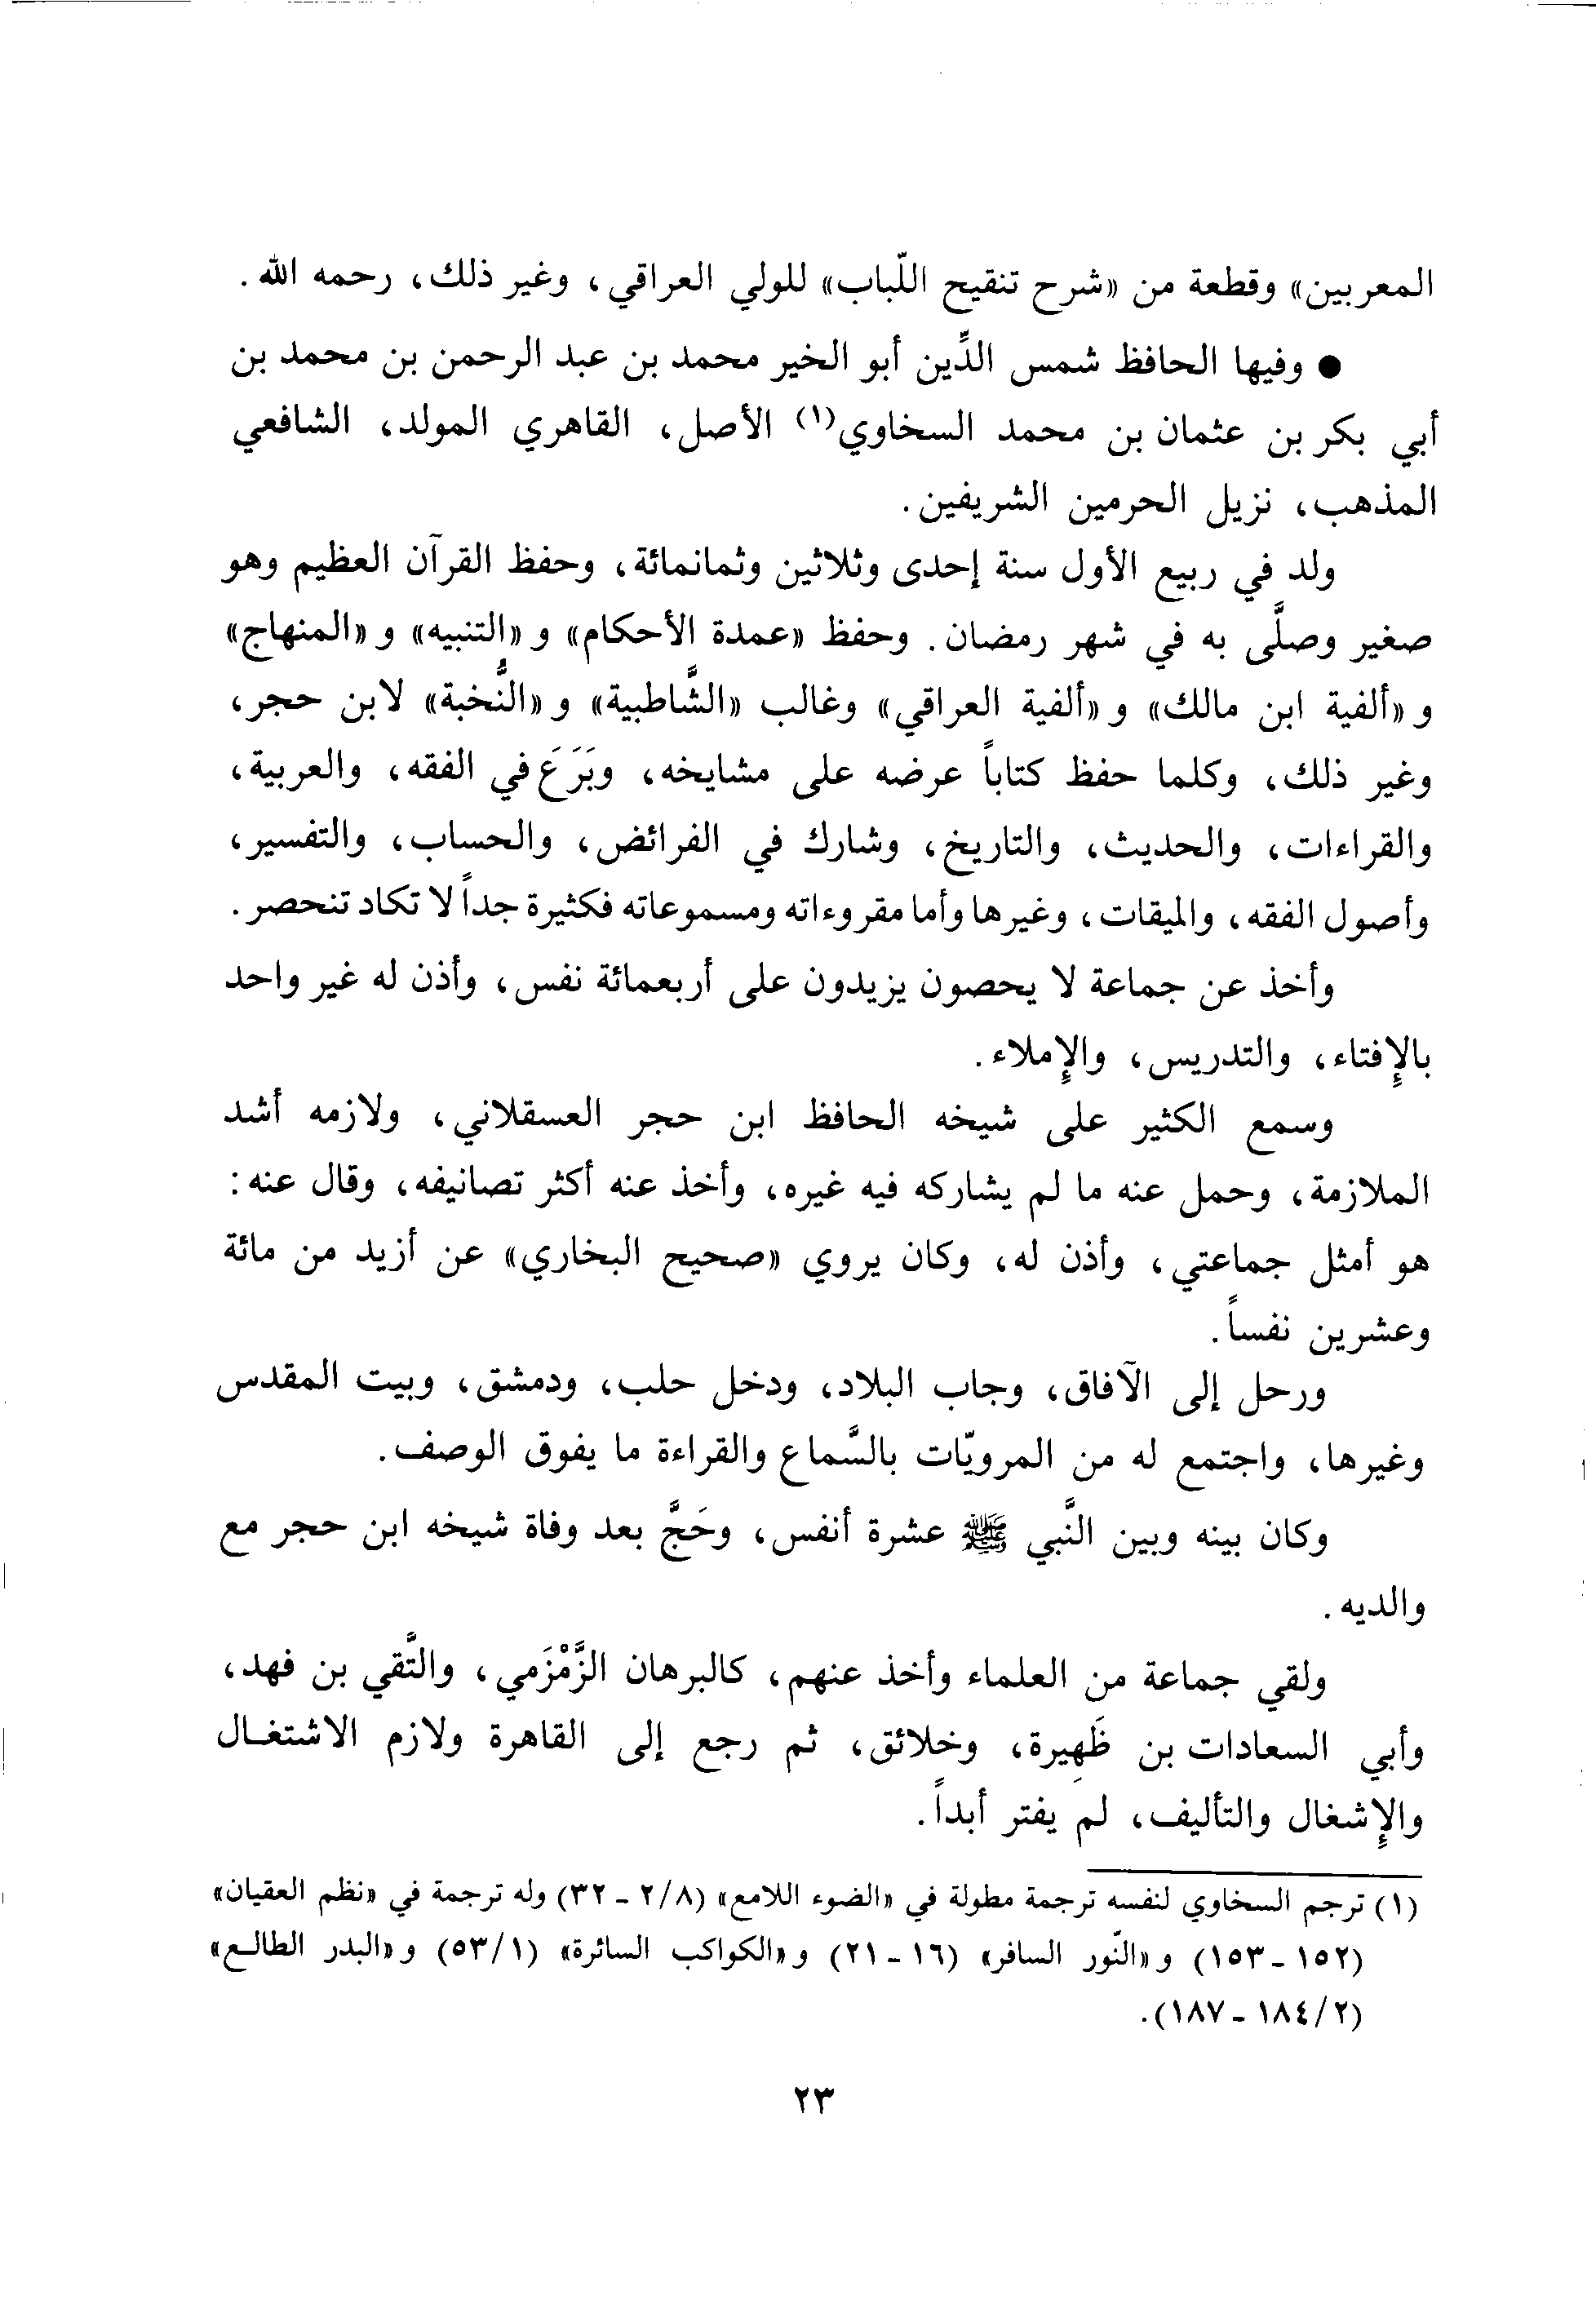 المعربين» وقطعة من «شرح تنقيح اللّباب» للولي العراقي، وغير ذلك، رحمه الله.
● وفيها الحافظ شمس الدِّين أبو الخير محمد بن عبد الرحمن بن محمد بن
أبي بكر بن عثمان بن محمد السخاوي(١) الأصل، القاهري المولد، الشافعي
المذهب، نزيل الحرمين الشريفين.
ولد في ربيع الأول سنة إحدى وثلاثين وثمانمائة، وحفظ القرآن العظيم وهو
صغير وصلَّى به في شهر رمضان. وحفظ «عمدة الأحكام» و«التنبيه» و«المنهاج»
و«ألفية ابن مالك» و«ألفية العراقي» وغالب «الشَّاطبية» و«النُّخبة» لابن حجر،
وغير ذلك، وكلما حفظ كتاباً عرضه على مشايخه، وبَرَعَ في الفقه، والعربية،
والقراءات، والحديث، والتاريخ، وشارك في الفرائض، والحساب، والتفسير،
وأصول الفقه، والميقات، وغيرها وأما مقروءاته ومسموعاته فكثيرة جداً لا تكاد تنحصر.
وأخذ عن جماعة لا يحصون يزيدون على أربعمائة نفس، وأذن له غير واحد
بالإفتاء، والتدريس، والإملاء.
وسمع الكثير على شيخه الحافظ ابن حجر العسقلاني، ولازمه أشد
الملازمة، وحمل عنه ما لم يشاركه فيه غيره، وأخذ عنه أكثر تصانيفه، وقال عنه:
هو أمثل جماعتي، وأذن له، وكان يروي «صحيح البخاري» عن أزيد من مائة
وعشرين نفساً.
ورحل إلى الآفاق، وجاب البلاد، ودخل حلب، ودمشق، وبيت المقدس
وغيرها، واجتمع له من المرويّات بالسَّماع والقراءة ما يفوق الوصف.
وكان بينه وبين النَّبي ﷺ عشرة أنفس، وحَجَّ بعد وفاة شيخه ابن حجر مع
والديه.
ولقي جماعة من العلماء وأخذ عنهم، كالبرهان الزَّمْزَمي، والتَّقي بن فهد،
وأبي السعادات بن ظَهِيرة، وخلائق، ثم رجع إلى القاهرة ولازم الاشتغال
والإشغال والتأليف، لم يفتر أبداً.
(١) ترجم السخاوي لنفسه ترجمة مطولة في «الضوء اللامع» (٢/٨ - ٣٢) وله ترجمة في «نظم العقيان»
(١٥٢ - ١٥٣) و«النّور السافر» (١٦ - ٢١) و«الكواكب السائرة» (٥٣/١) و«البدر الطالع»
(١٨٤/٢ - ١٨٧).
٢٣